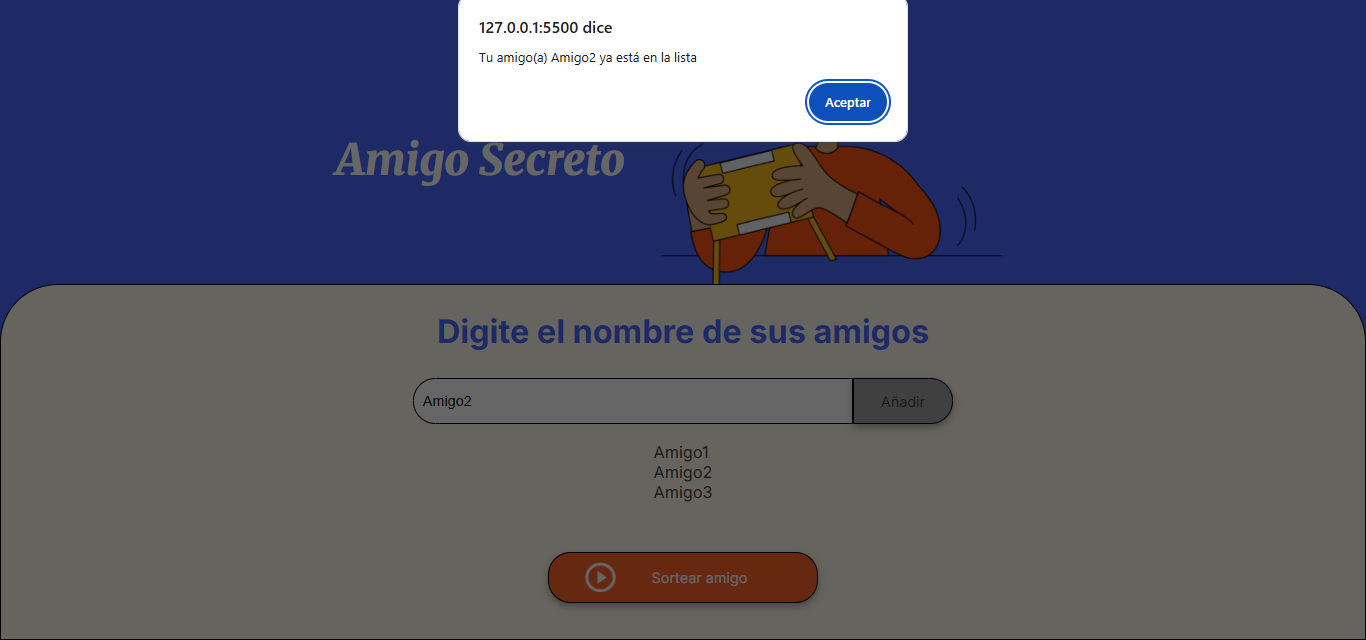 127.0.0.1:5500 dice
Tu amigo(a) Amigo2 ya está en la lista
Aceptar
Amigo Secreto
Digite el nombre de sus amigos
Amigo2
Añadir
Amigo1
Amigo2
Amigo3
Sortear amigo